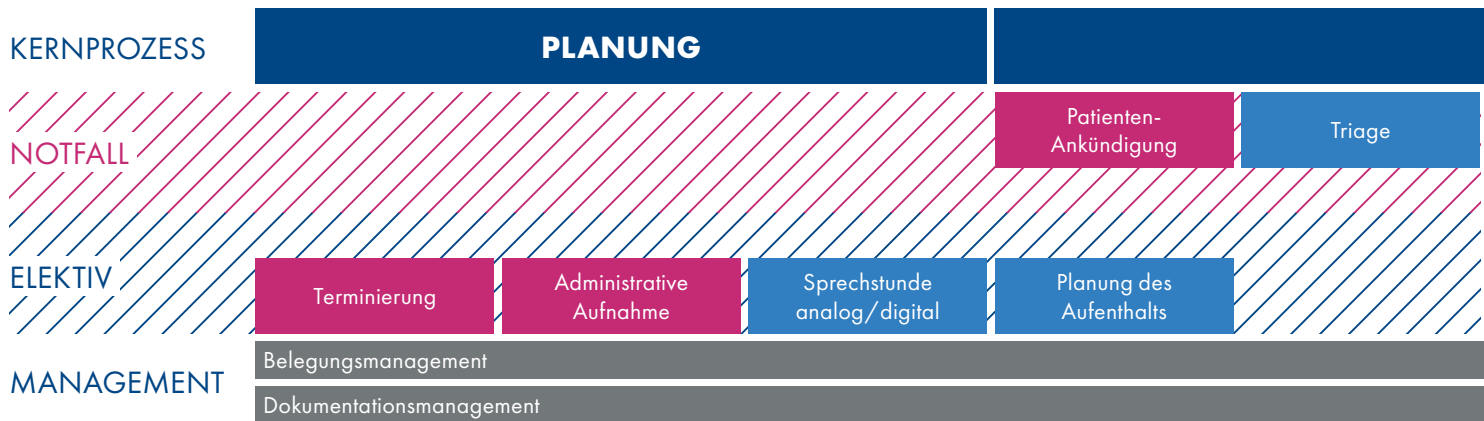 KERNPROZESS
PLANUNG
NOTFALL
Patienten-
Ankündigung
Triage
ELEKTIV
Terminierung
Administrative
Aufnahme
Sprechstunde
analog/digital
Planung des
Aufenthalts
MANAGEMENT
Belegungsmanagement
Dokumentationsmanagement